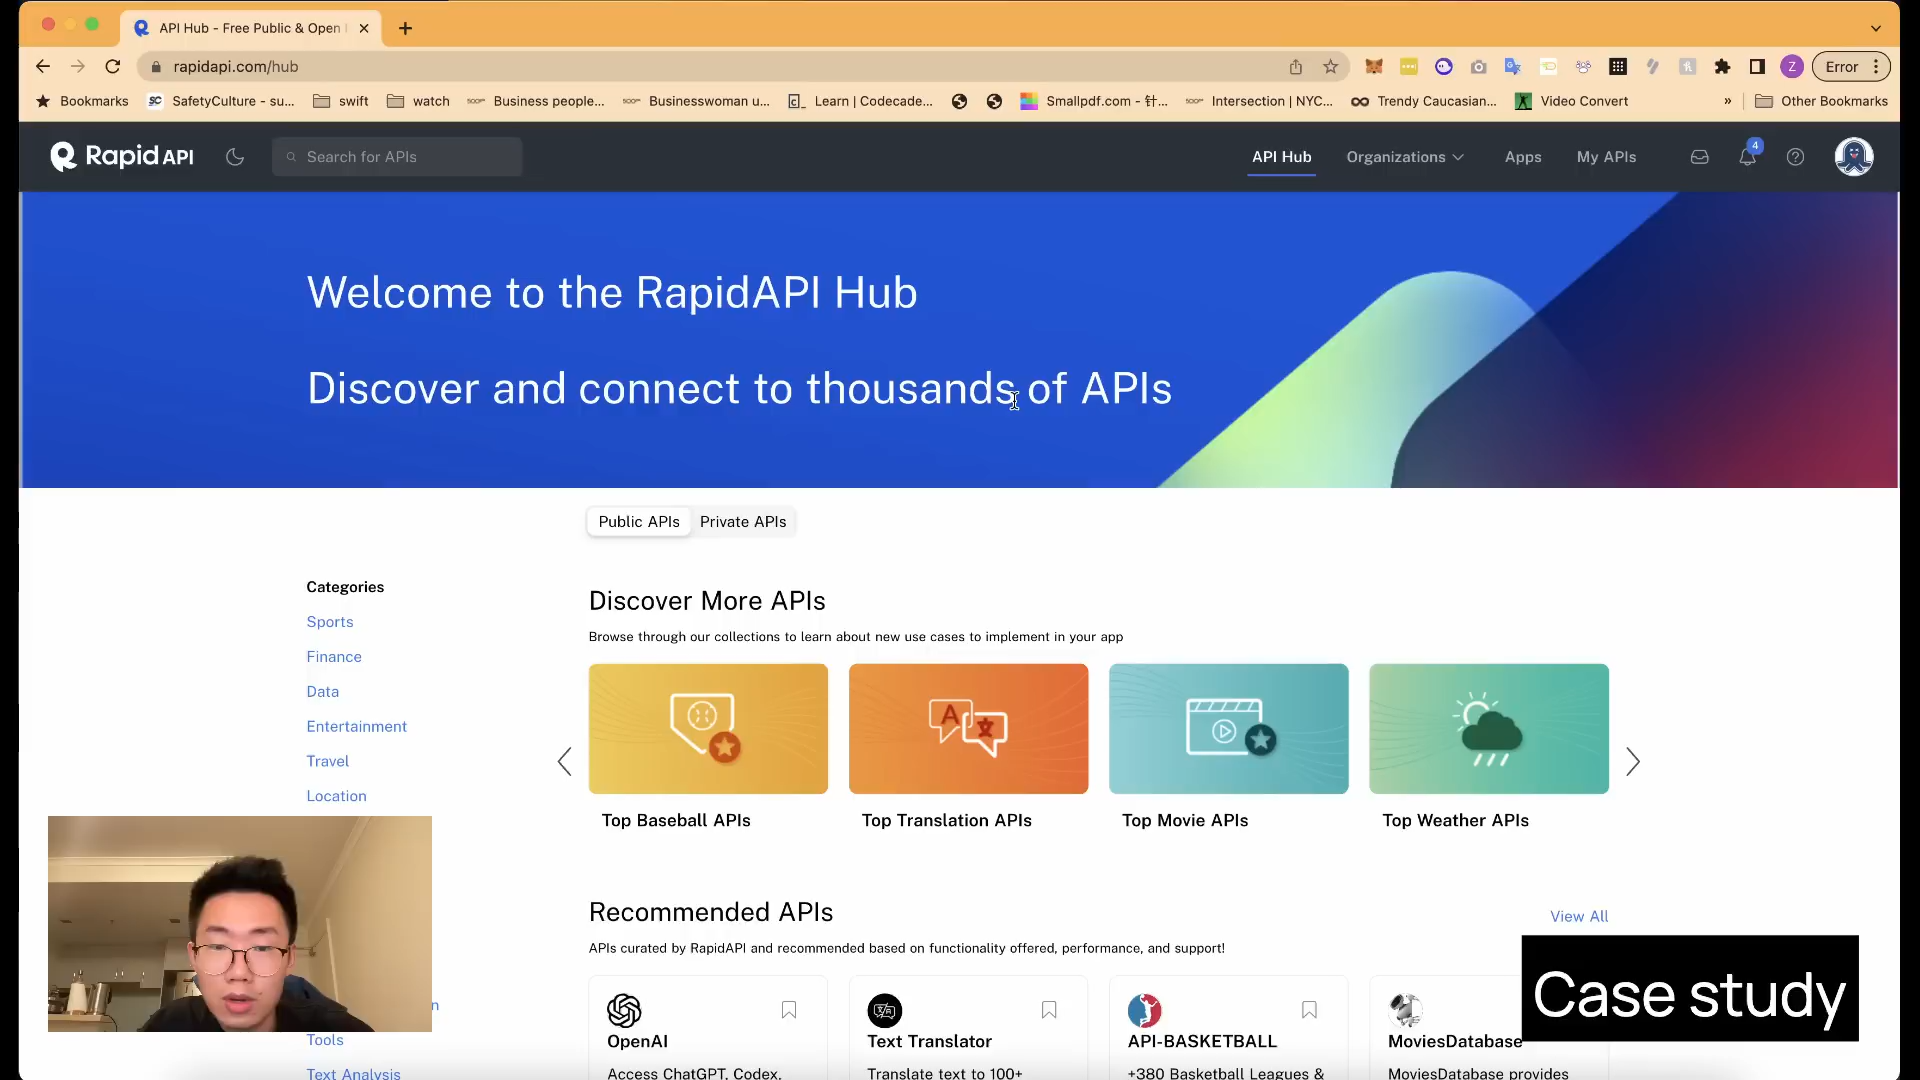 API Hub - Free Public & Open
rapidapi.com/hub
Z
Error
Bookmarks
SC
SafetyCulture - su...
swift
watch
Business people...
Businesswoman u...
Learn | Codecade...
Smallpdf.com - 针...
Intersection | NYC...
Trendy Caucasian...
Video Convert
»
Other Bookmarks
Rapid API
Search for APIs
API Hub
Organizations
Apps
My APIs
4
Welcome to the RapidAPI Hub
Discover and connect to thousands of APIs
Public APIs
Private APIs
Categories
Sports
Finance
Data
Entertainment
Travel
Location
Tools
Text Analysis
Discover More APIs
Browse through our collections to learn about new use cases to implement in your app
A 文
Top Baseball APIs
Top Translation APIs
Top Movie APIs
Top Weather APIs
Recommended APIs
View All
APIs curated by RapidAPI and recommended based on functionality offered, performance, and support!
OpenAI
Access ChatGPT, Codex,
Text Translator
Translate text to 100+
API-BASKETBALL
+380 Basketball Leagues &
MoviesDatabase
MoviesDatabase provides
Case study